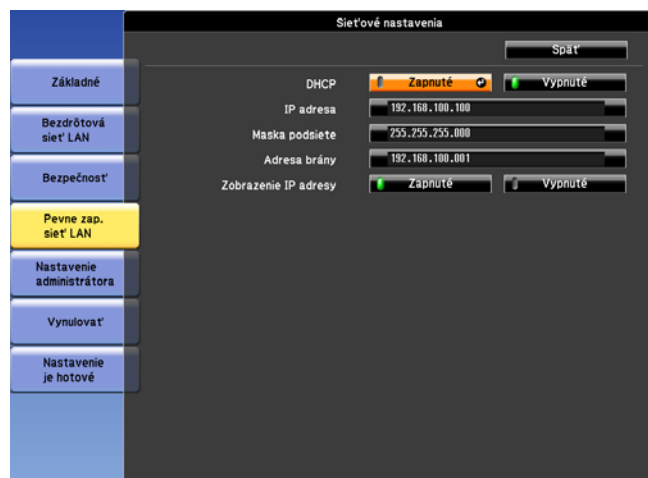 Sieťové nastavenia
Späť
Základné
Bezdrôtová
sieť LAN
Bezpečnosť
Pevne zap.
sieť LAN
Nastavenie
administrátora
Vynulovať
Nastavenie
je hotové
DHCP Zapnuté Vypnuté
IP adresa 192.168.100.100
Maska podsiete 255.255.255.000
Adresa brány 192.168.100.001
Zobrazenie IP adresy Zapnuté Vypnuté